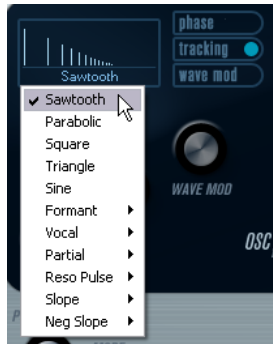 phase
tracking
Sawtooth
wave mod
Sawtooth
Parabolic
Square
Triangle
Sine
Formant
Vocal
Partial
Reso Pulse
Slope
Neg Slope
WAVE MOD
OSC